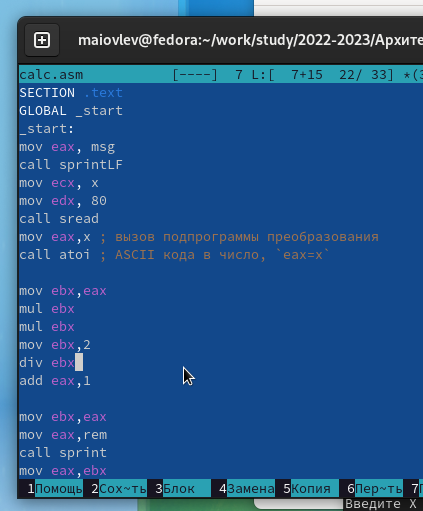 maiovlev@fedora:~/work/study/2022-2023/Архите
calc.asm [----] 7 L:[ 7+15 22/ 33] *(3
SECTION .text
GLOBAL _start
_start:
mov eax, msg
call sprintLF
mov ecx, x
mov edx, 80
call sread
mov eax,x ; вызов подпрограммы преобразования
call atoi ; ASCII кода в число, `eax=x`
mov ebx,eax
mul ebx
mul ebx
mov ebx,2
div ebx
add eax,1
mov ebx,eax
mov eax,rem
call sprint
mov eax,ebx
1Помощь 2Сох~ть 3Блок 4Замена 5Копия 6Пер~ть 7П
Введите X